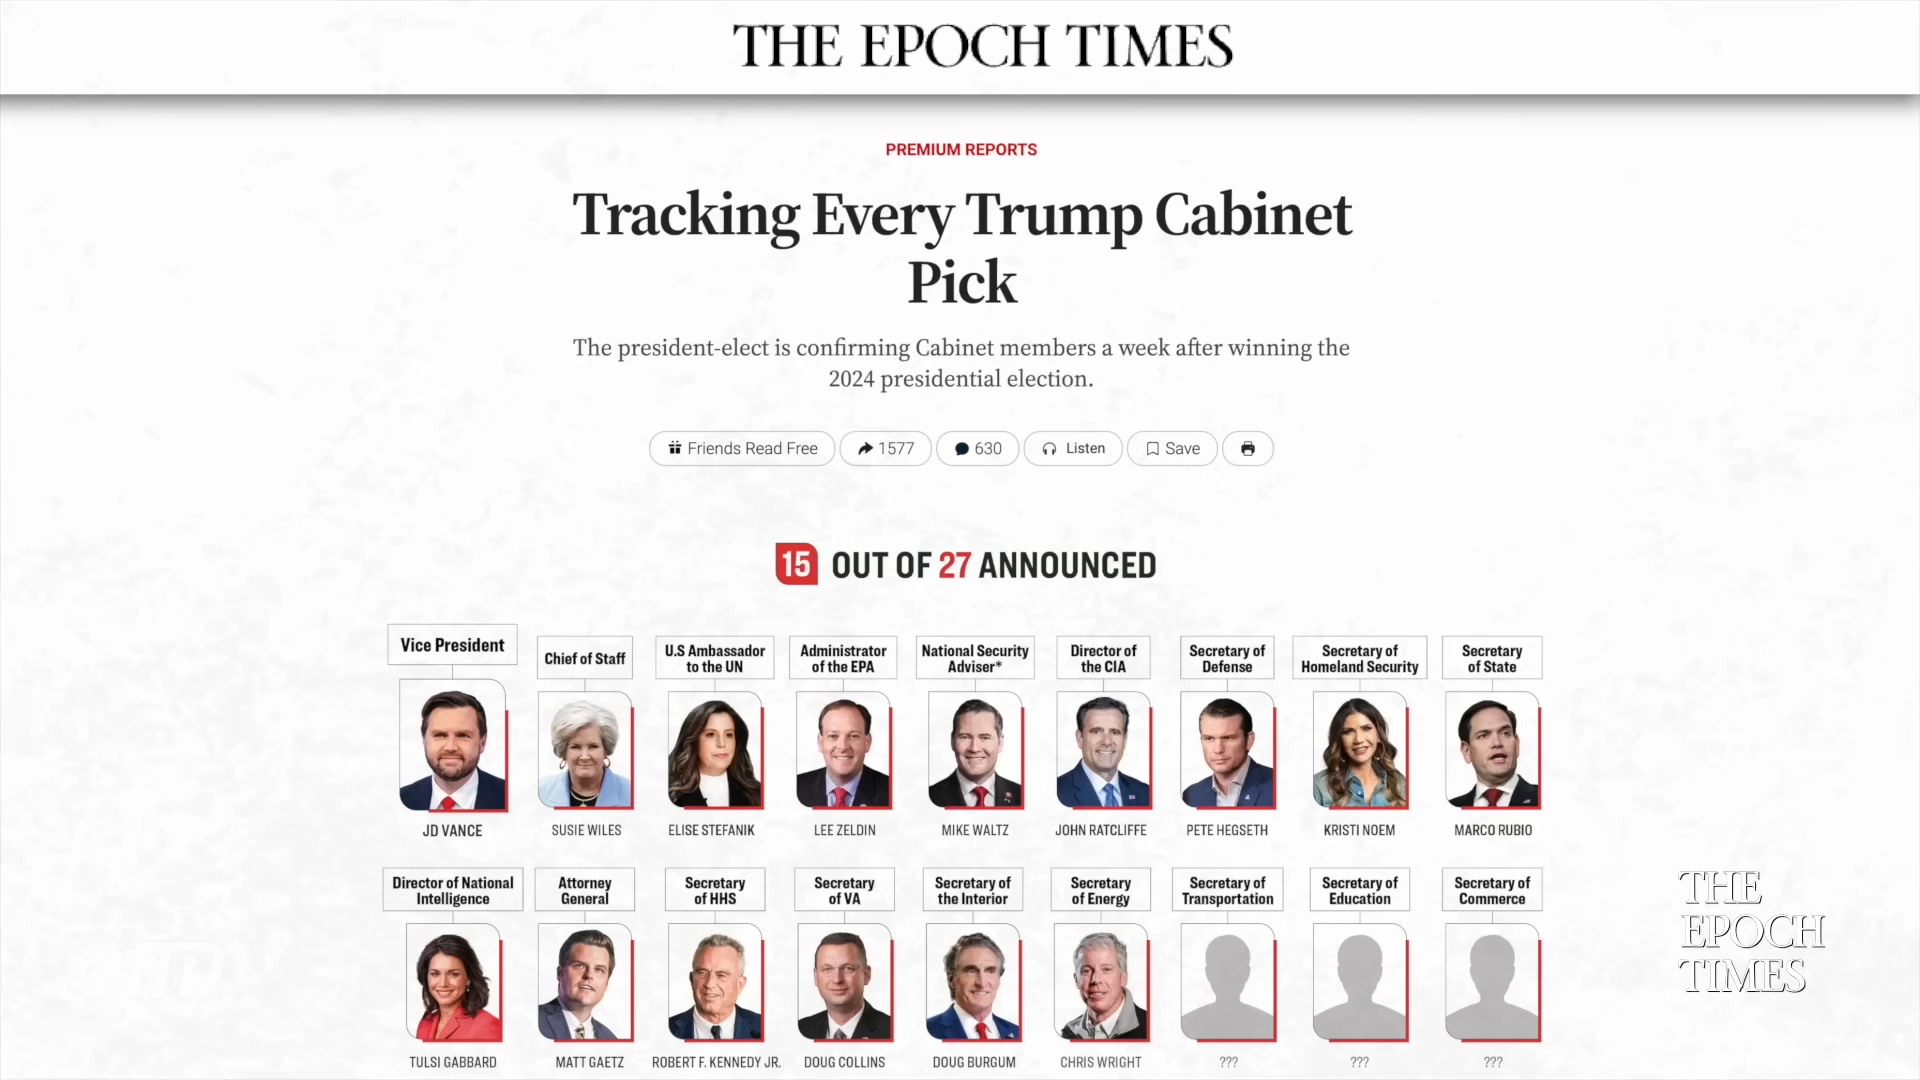 THE EPOCH TIMES
PREMIUM REPORTS
Tracking Every Trump Cabinet
Pick
The president-elect is confirming Cabinet members a week after winning the
2024 presidential election.
Friends Read Free 1577 630 Listen Save
15 OUT OF 27 ANNOUNCED
Vice President
Chief of Staff
U.S Ambassador
to the UN
Administrator
of the EPA
National Security
Adviser*
Director of
the CIA
Secretary of
Defense
Secretary of
Homeland Security
Secretary
of State
JD VANCE
SUSIE WILES
ELISE STEFANIK
LEE ZELDIN
MIKE WALTZ
JOHN RATCLIFFE
PETE HEGSETH
KRISTI NOEM
MARCO RUBIO
Director of National
Intelligence
Attorney
General
Secretary
of HHS
Secretary
of VA
Secretary of
the Interior
Secretary
of Energy
Secretary of
Transportation
Secretary of
Education
Secretary of
Commerce
TULSI GABBARD
MATT GAETZ
ROBERT F. KENNEDY JR.
DOUG COLLINS
DOUG BURGUM
CHRIS WRIGHT
???
???
???
THE
EPOCH
TIMES